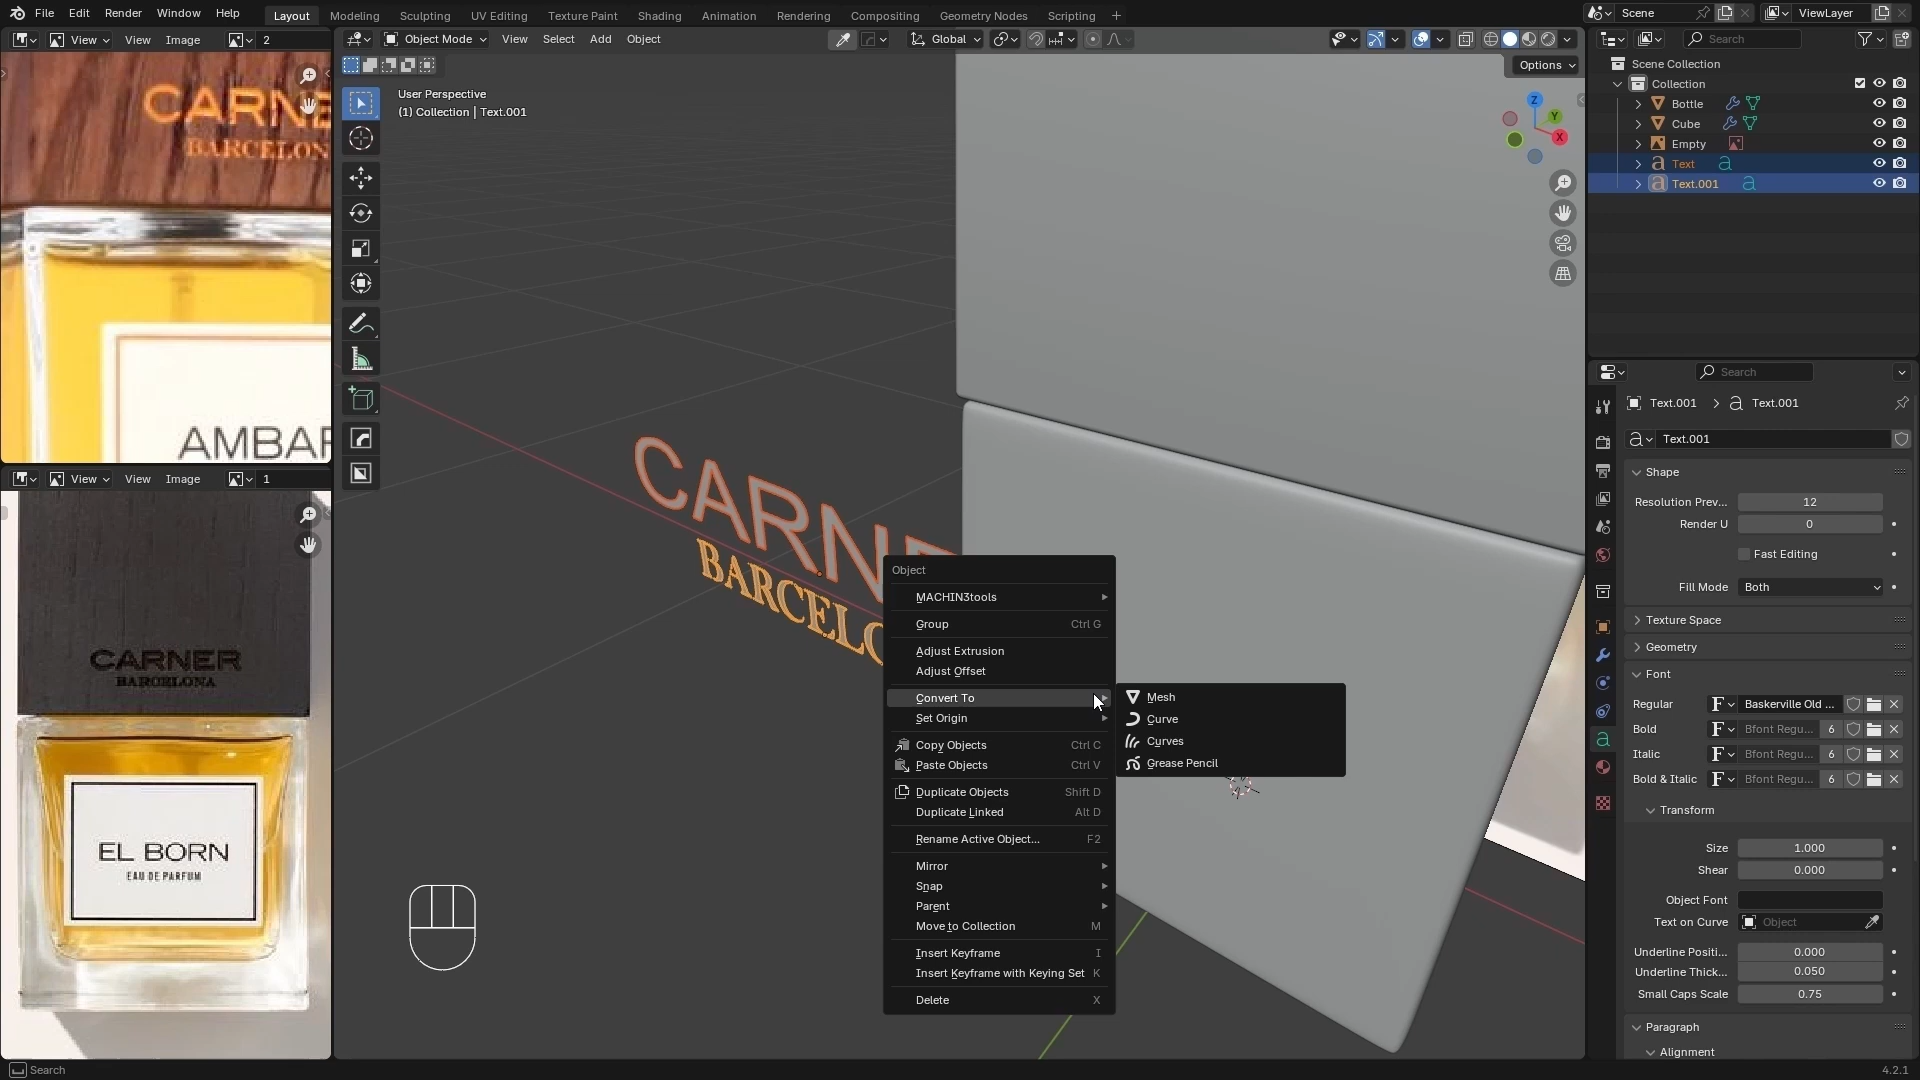 File Edit Render Window Help
Layout Modeling Sculpting UV Editing Texture Paint Shading Animation Rendering Compositing Geometry Nodes Scripting +
Scene
ViewLayer
View View Image 2
Object Mode View Select Add Object
Global
Options
User Perspective
(1) Collection | Text.001
Z
Y
X
CARNE
BARCELON
AMBAR
View View Image 1
CARNER
BARCELONA
EL BORN
EAU DE PARFUM
CARNE
BARCELO
Object
MACHIN3tools
Group Ctrl G
Adjust Extrusion
Adjust Offset
Convert To
Set Origin
Copy Objects Ctrl C
Paste Objects Ctrl V
Duplicate Objects Shift D
Duplicate Linked Alt D
Rename Active Object... F2
Mirror
Snap
Parent
Move to Collection M
Insert Keyframe I
Insert Keyframe with Keying Set K
Delete X
Mesh
Curve
Curves
Grease Pencil
Search
Scene Collection
Collection
Bottle
Cube
Empty
Text
Text.001
Search
Text.001 > Text.001
Text.001
Shape
Resolution Prev... 12
Render U 0
Fast Editing
Fill Mode Both
Texture Space
Geometry
Font
Regular Baskerville Old ...
Bold Bfont Regu... 6
Italic Bfont Regu... 6
Bold & Italic Bfont Regu... 6
Transform
Size 1.000
Shear 0.000
Object Font
Text on Curve Object
Underline Positi... 0.000
Underline Thick... 0.050
Small Caps Scale 0.75
Paragraph
Alignment
Search
4.2.1